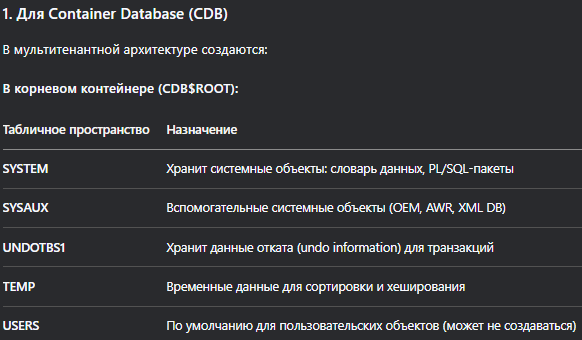 1. Для Container Database (CDB)
В мультитенантной архитектуре создаются:
В корневом контейнере (CDB$ROOT):
Табличное пространство Назначение
SYSTEM Хранит системные объекты: словарь данных, PL/SQL-пакеты
SYSAUX Вспомогательные системные объекты (OEM, AWR, XML DB)
UNDOTBS1 Хранит данные отката (undo information) для транзакций
TEMP Временные данные для сортировки и хеширования
USERS По умолчанию для пользовательских объектов (может не создаваться)